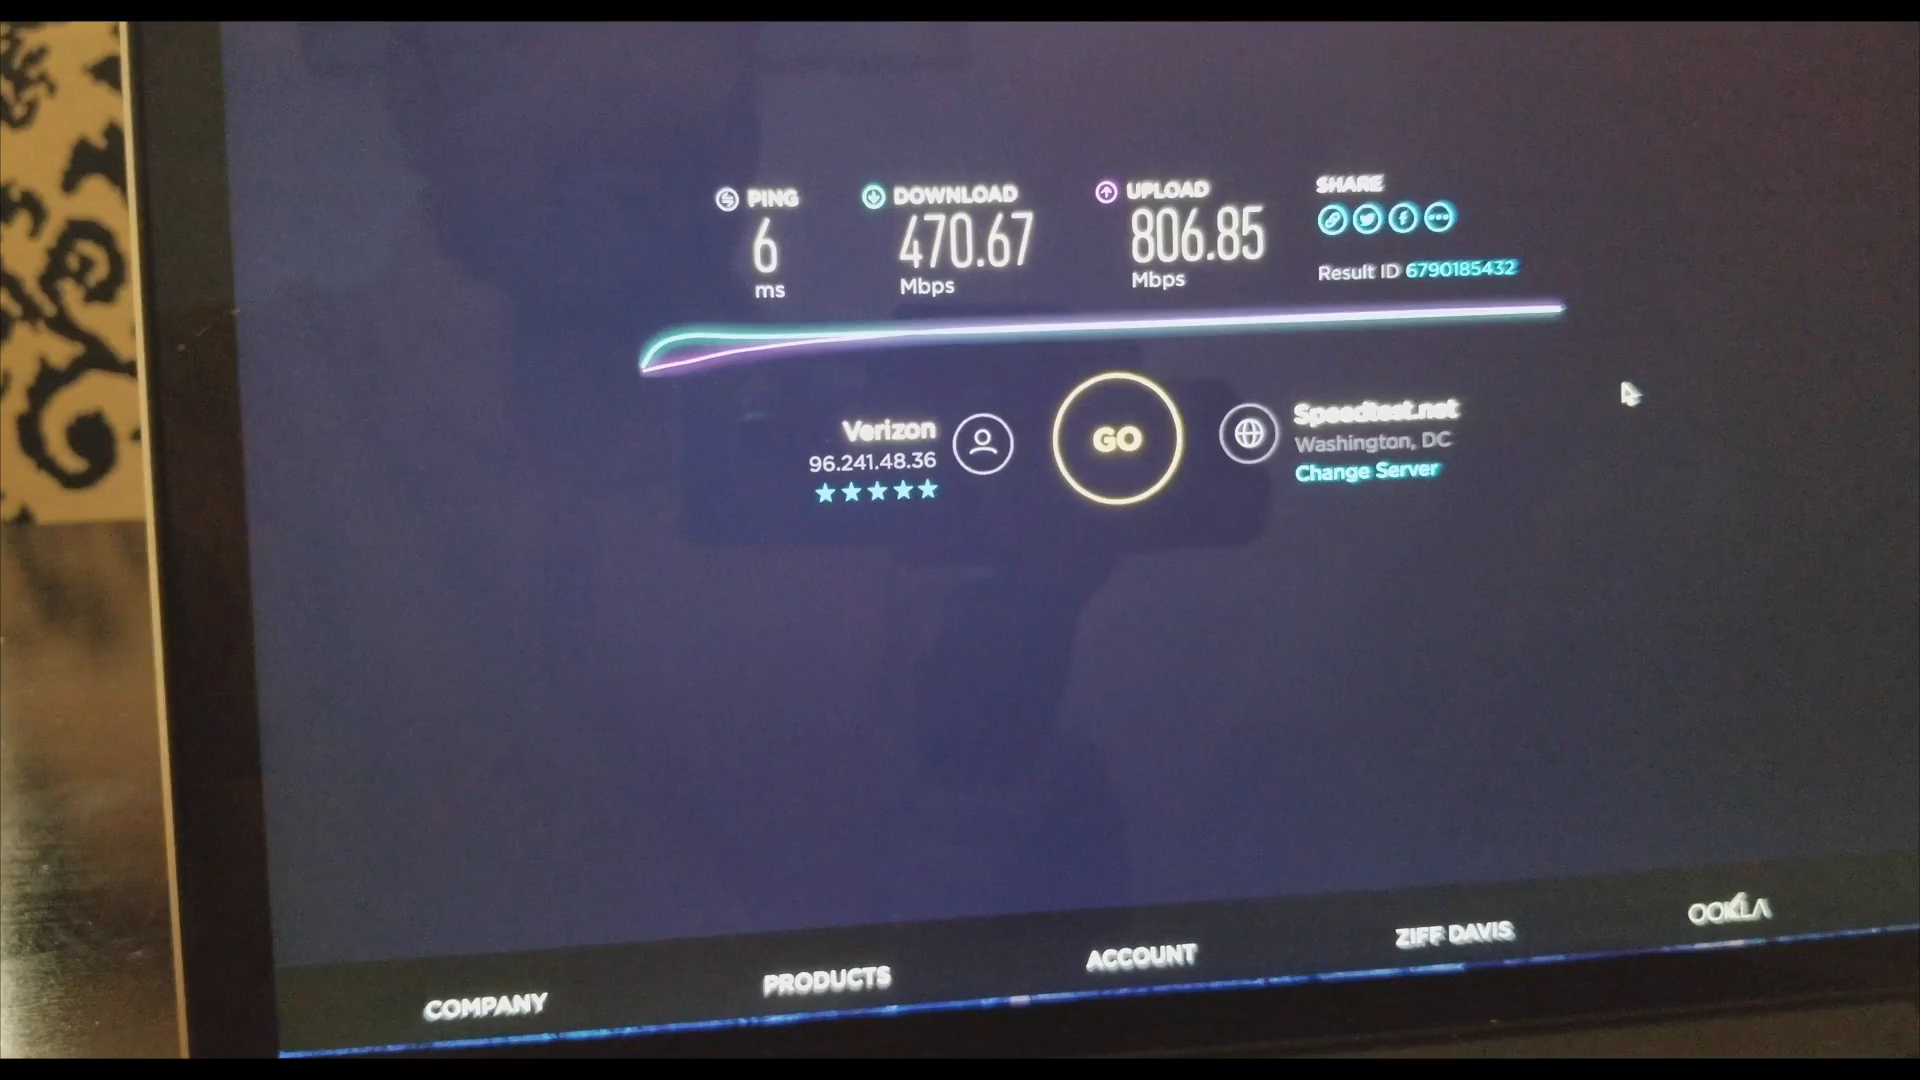 PING
6
ms
DOWNLOAD
470.67
Mbps
UPLOAD
806.85
Mbps
SHARE
Result ID 6790185432
Verizon
96.241.48.36
GO
Speedtest.net
Washington, DC
Change Server
COMPANY
PRODUCTS
ACCOUNT
ZIFF DAVIS
OOKLA